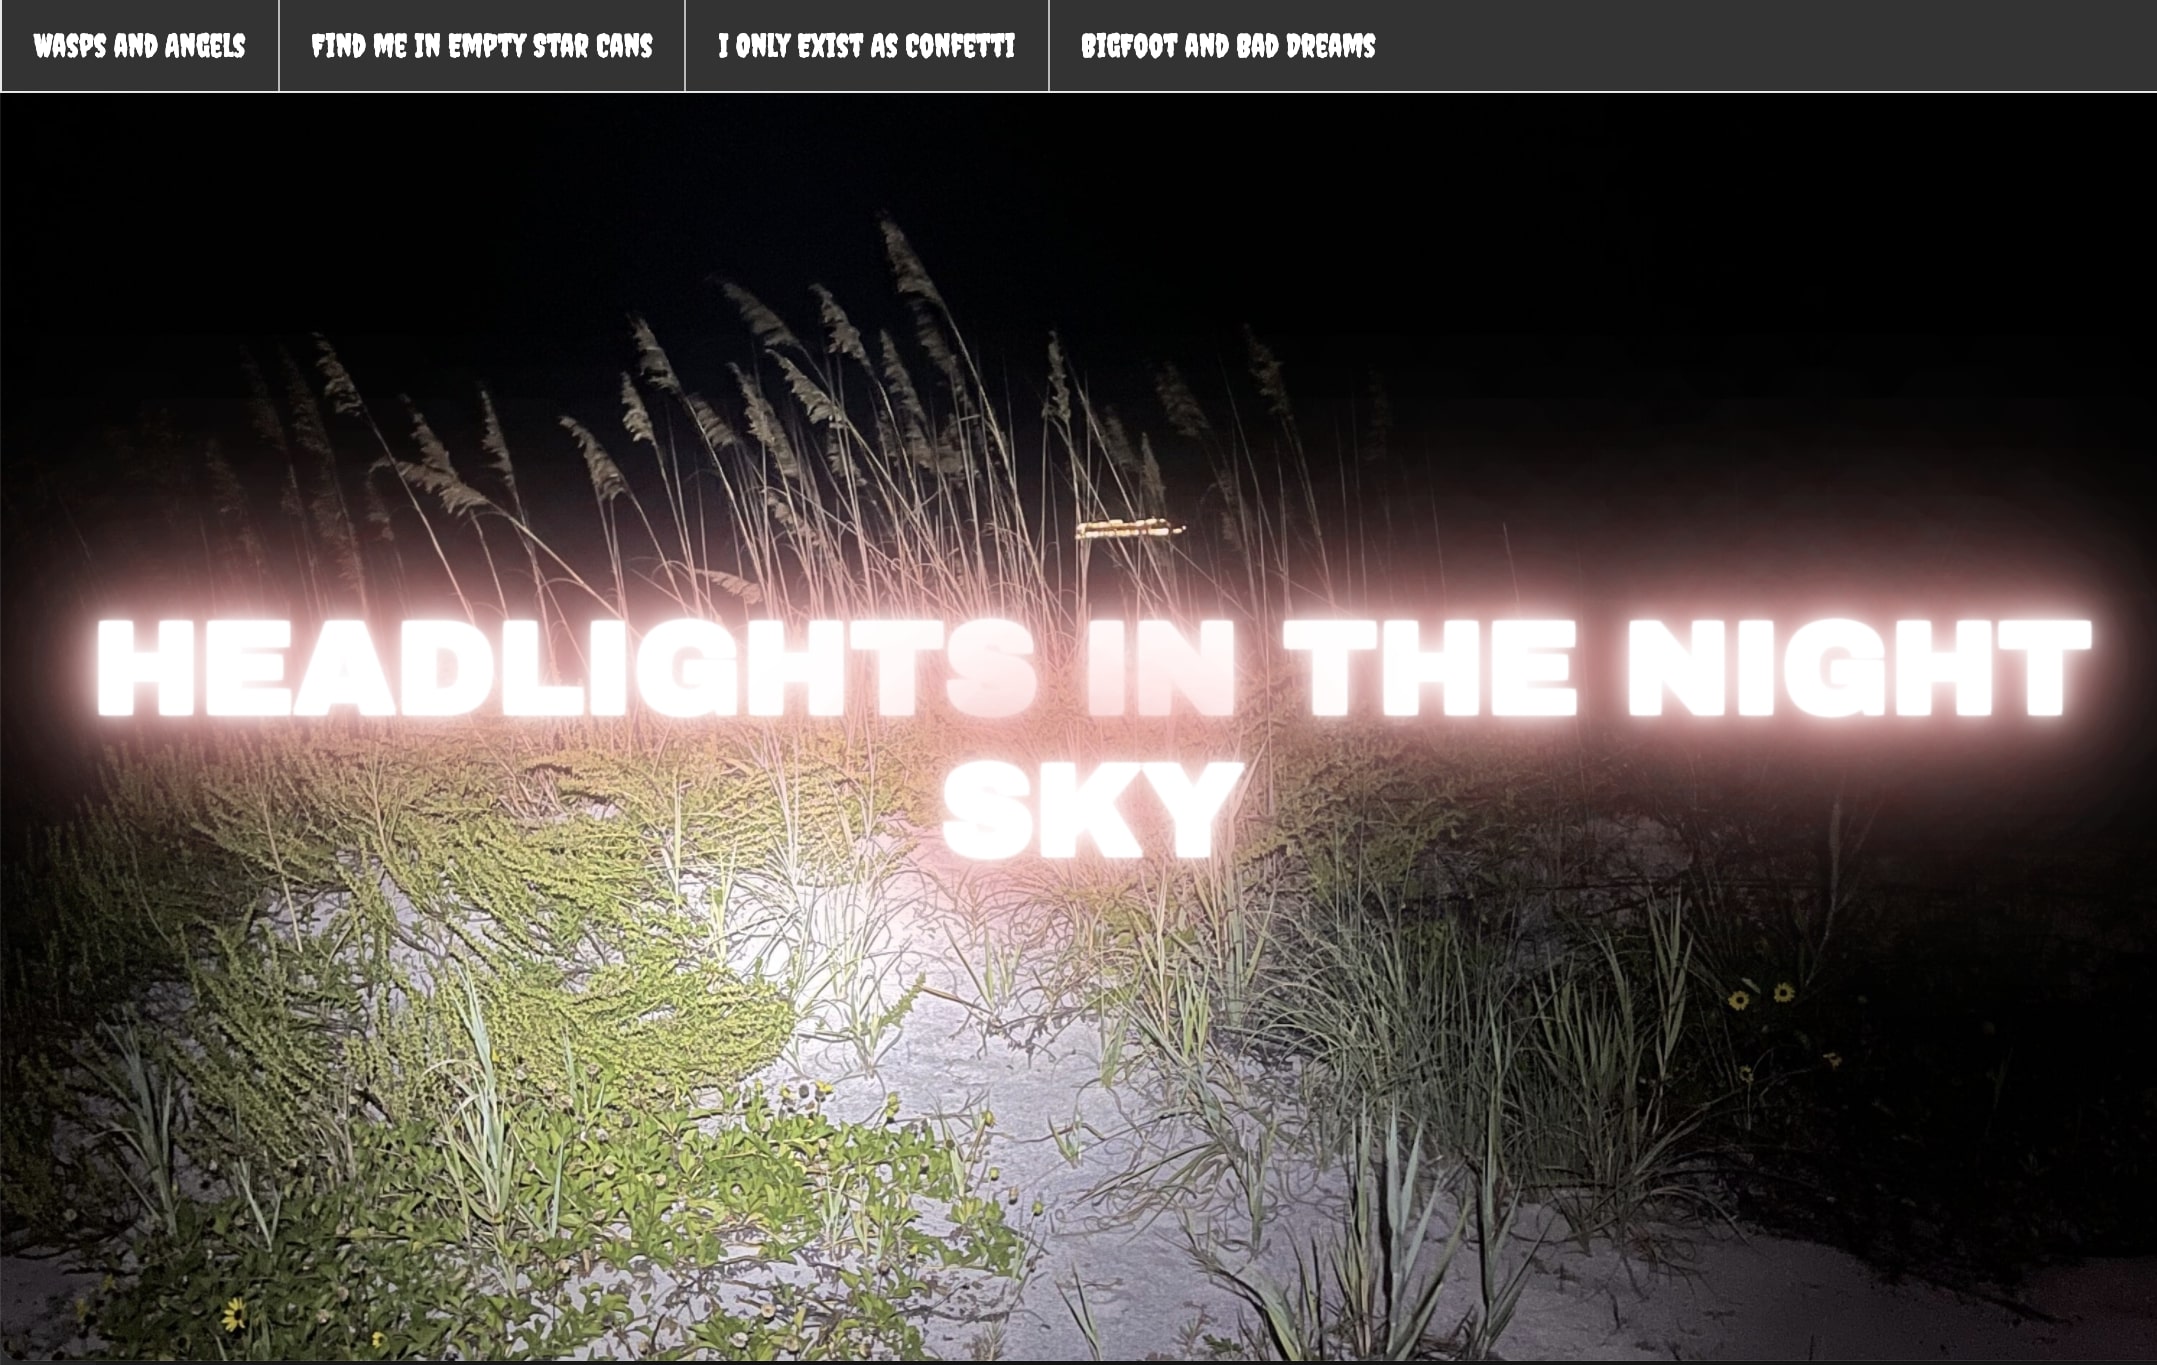 WASPS AND ANGELS
FIND ME IN EMPTY STAR CANS
I ONLY EXIST AS CONFETTI
BIGFOOT AND BAD DREAMS
HEADLIGHTS IN THE NIGHT
SKY